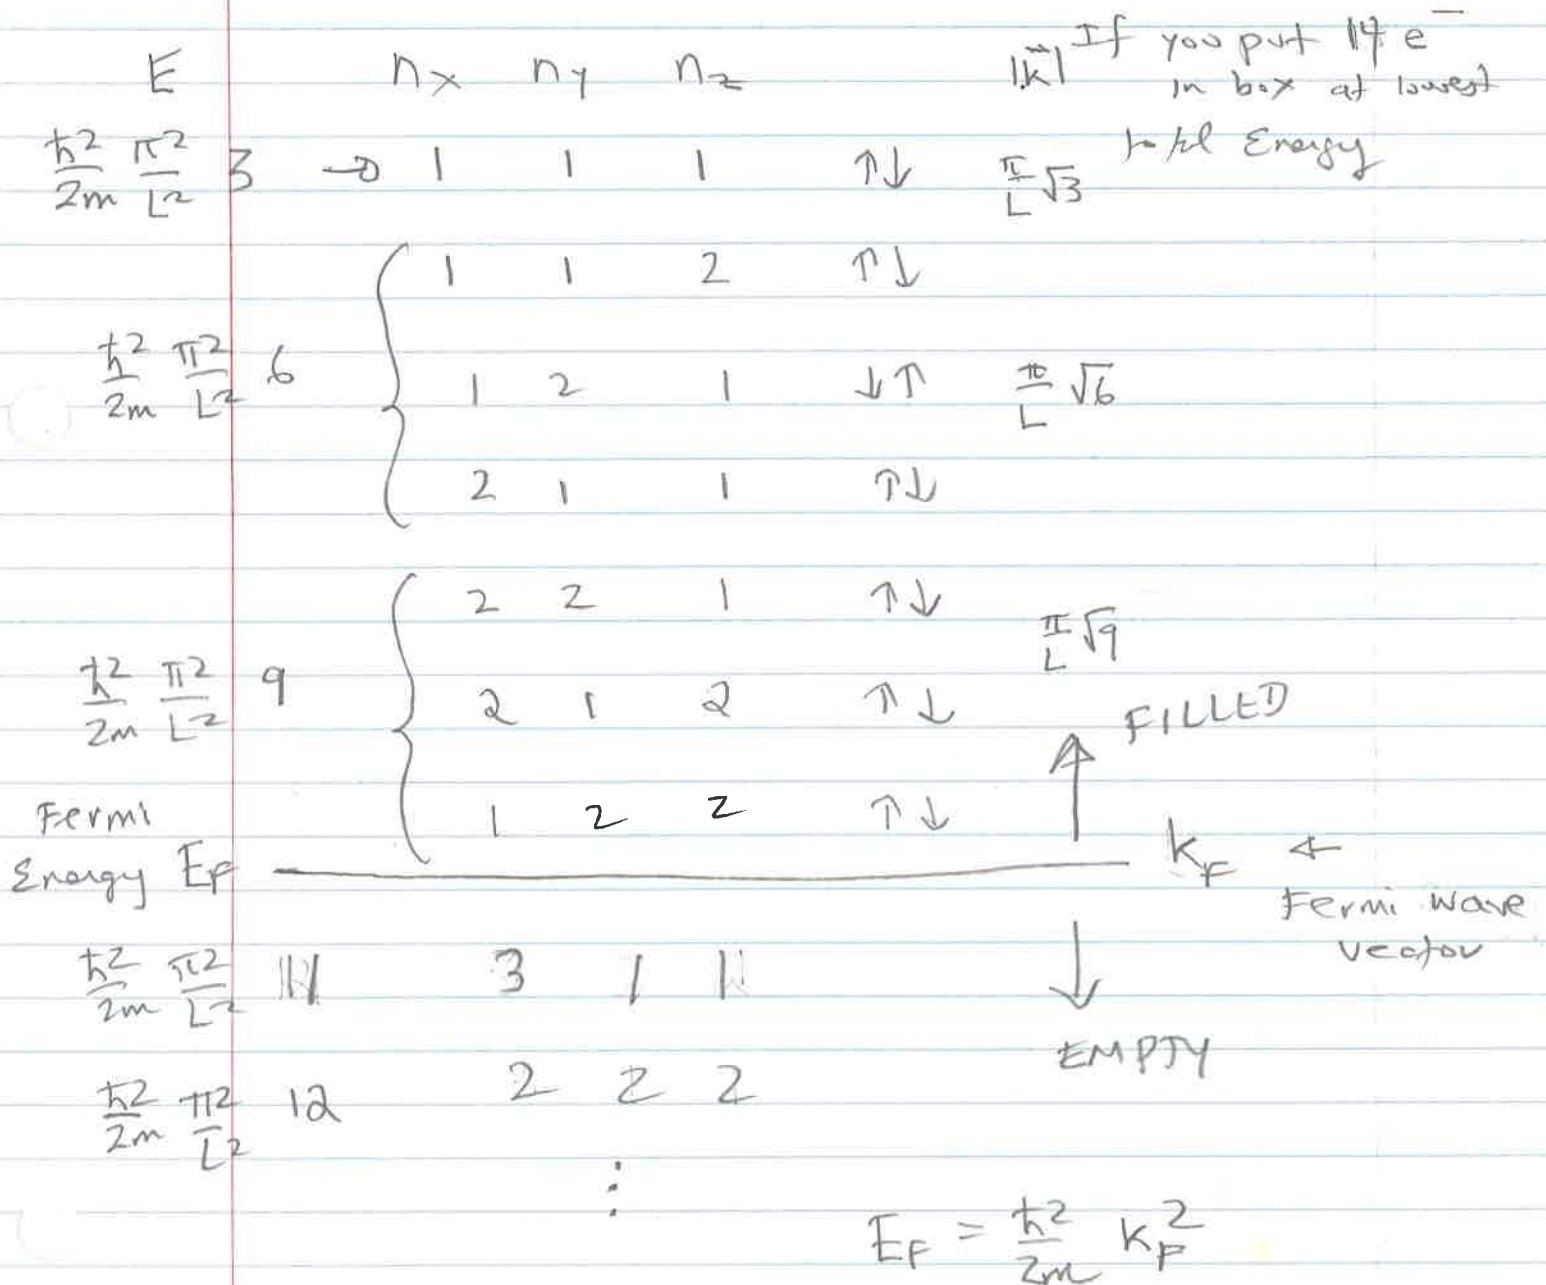 E nx ny nz |k⃗| If you put 14 e⁻
in box at lowest
total Energy
ħ²/2m π²/L² 3 → 1 1 1 ↑↓ π/L √3
1 1 2 ↑↓
ħ²/2m π²/L² 6 1 2 1 ↓↑ π/L √6
2 1 1 ↑↓
2 2 1 ↑↓ π/L √9
ħ²/2m π²/L² 9 2 1 2 ↑↓ FILLED
1 2 2 ↑↓
Fermi
Energy EF kF ←
Fermi wave
vector
ħ²/2m π²/L² 11 3 1 1
EMPTY
ħ²/2m π²/L² 12 2 2 2
⋮
EF = ħ²/2m kF²